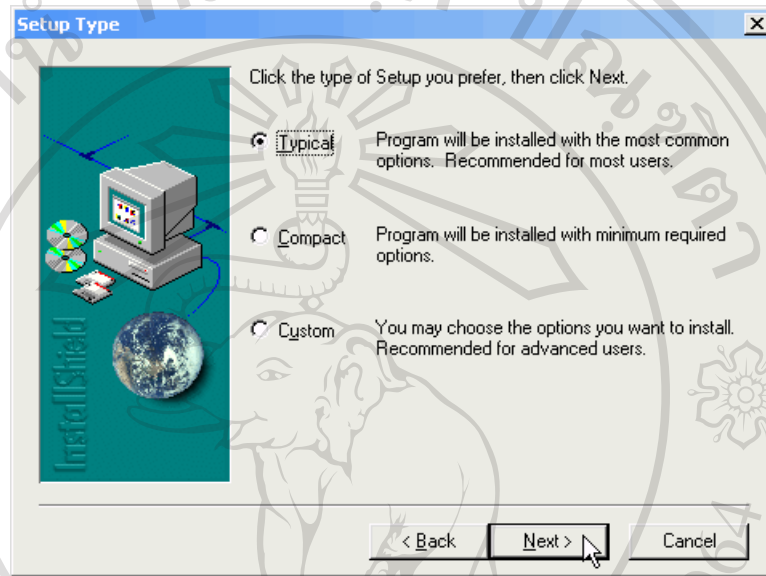 Setup Type
Click the type of Setup you prefer, then click Next.
Typical
Program will be installed with the most common
options. Recommended for most users.
Compact
Program will be installed with minimum required
options.
Custom
You may choose the options you want to install.
Recommended for advanced users.
InstallShield
< Back
Next >
Cancel